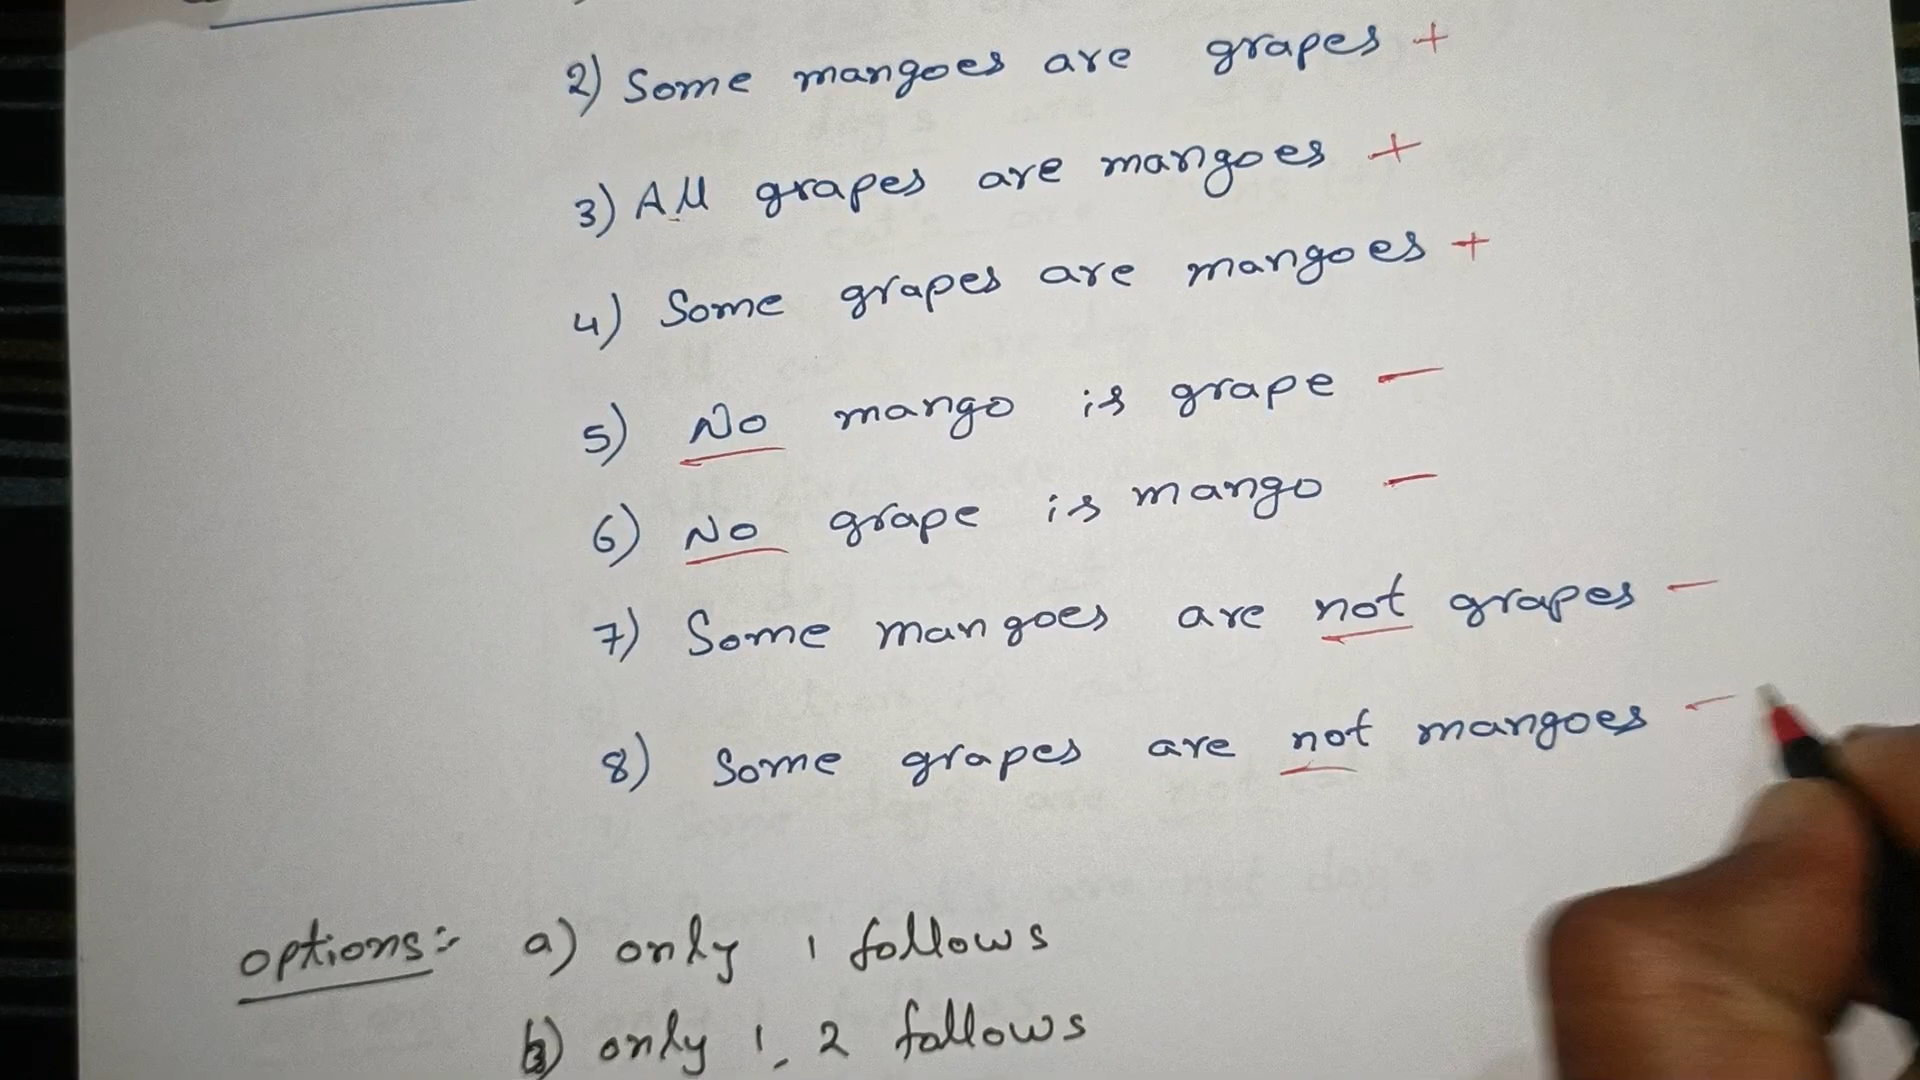 2) Some mangoes are grapes +
3) All grapes are mangoes +
4) Some grapes are mangoes +
5) No mango is grape -
6) No grape is mango -
7) Some mangoes are not grapes -
8) Some grapes are not mangoes -
options:- a) only 1 follows
b) only 1, 2 follows